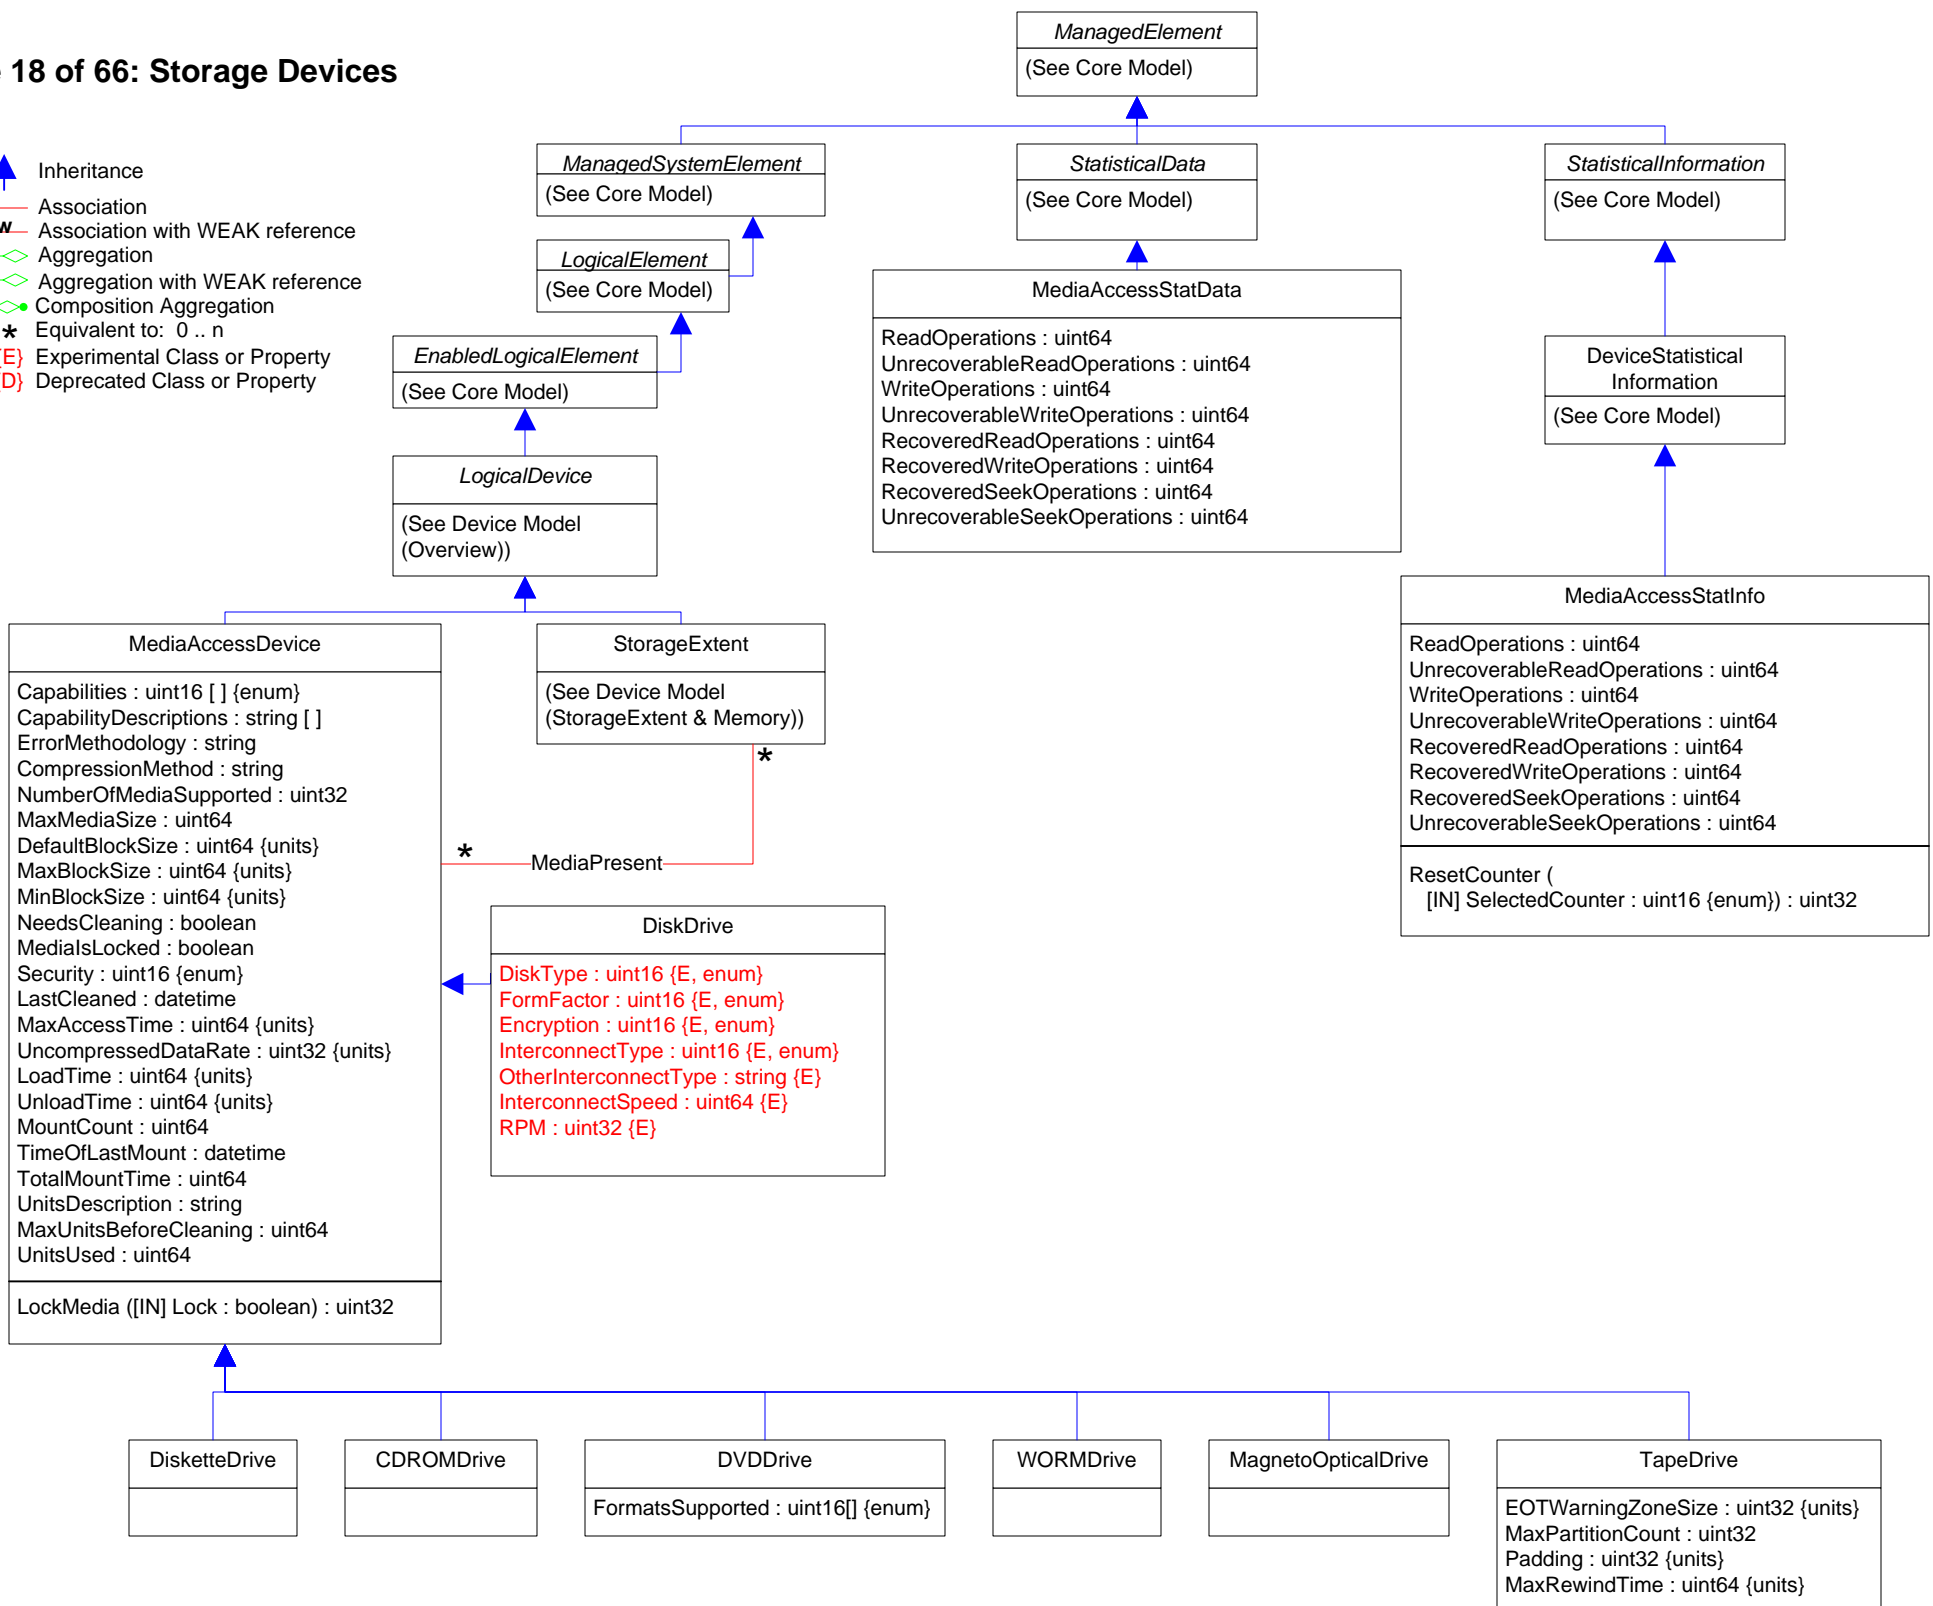 18 of 66: Storage Devices
Inheritance
Association
Association with WEAK reference
Aggregation
Aggregation with WEAK reference
Composition Aggregation
* Equivalent to: 0 .. n
{E} Experimental Class or Property
{D} Deprecated Class or Property
ManagedElement
(See Core Model)
ManagedSystemElement
(See Core Model)
StatisticalData
(See Core Model)
StatisticalInformation
(See Core Model)
LogicalElement
(See Core Model)
EnabledLogicalElement
(See Core Model)
LogicalDevice
(See Device Model
(Overview))
MediaAccessStatData
ReadOperations : uint64
UnrecoverableReadOperations : uint64
WriteOperations : uint64
UnrecoverableWriteOperations : uint64
RecoveredReadOperations : uint64
RecoveredWriteOperations : uint64
RecoveredSeekOperations : uint64
UnrecoverableSeekOperations : uint64
DeviceStatistical
Information
(See Core Model)
MediaAccessStatInfo
ReadOperations : uint64
UnrecoverableReadOperations : uint64
WriteOperations : uint64
UnrecoverableWriteOperations : uint64
RecoveredReadOperations : uint64
RecoveredWriteOperations : uint64
RecoveredSeekOperations : uint64
UnrecoverableSeekOperations : uint64
ResetCounter (
[IN] SelectedCounter : uint16 {enum}) : uint32
MediaAccessDevice
Capabilities : uint16 [ ] {enum}
CapabilityDescriptions : string [ ]
ErrorMethodology : string
CompressionMethod : string
NumberOfMediaSupported : uint32
MaxMediaSize : uint64
DefaultBlockSize : uint64 {units}
MaxBlockSize : uint64 {units}
MinBlockSize : uint64 {units}
NeedsCleaning : boolean
MediaIsLocked : boolean
Security : uint16 {enum}
LastCleaned : datetime
MaxAccessTime : uint64 {units}
UncompressedDataRate : uint32 {units}
LoadTime : uint64 {units}
UnloadTime : uint64 {units}
MountCount : uint64
TimeOfLastMount : datetime
TotalMountTime : uint64
UnitsDescription : string
MaxUnitsBeforeCleaning : uint64
UnitsUsed : uint64
LockMedia ([IN] Lock : boolean) : uint32
StorageExtent
(See Device Model
(StorageExtent & Memory))
*
*
MediaPresent
DiskDrive
DiskType : uint16 {E, enum}
FormFactor : uint16 {E, enum}
Encryption : uint16 {E, enum}
InterconnectType : uint16 {E, enum}
OtherInterconnectType : string {E}
InterconnectSpeed : uint64 {E}
RPM : uint32 {E}
DisketteDrive
CDROMDrive
DVDDrive
FormatsSupported : uint16[] {enum}
WORMDrive
MagnetoOpticalDrive
TapeDrive
EOTWarningZoneSize : uint32 {units}
MaxPartitionCount : uint32
Padding : uint32 {units}
MaxRewindTime : uint64 {units}